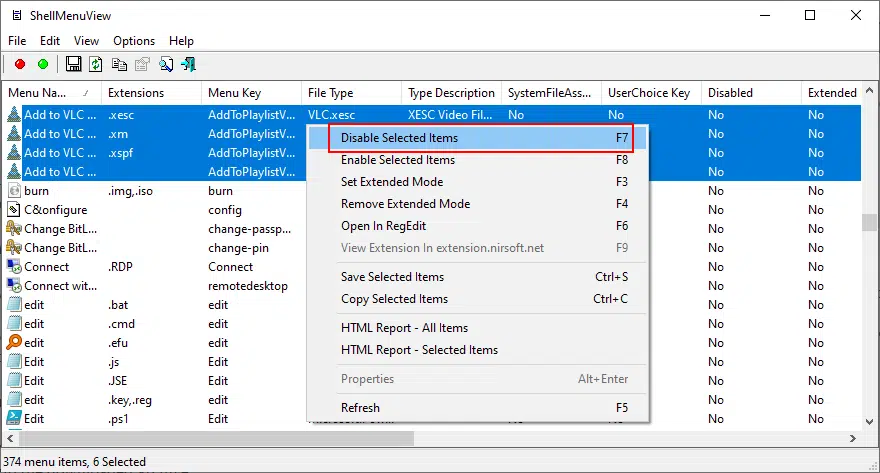 ShellMenuView
File Edit View Options Help
Menu Na... Extensions Menu Key File Type Type Description SystemFileAss... UserChoice Key Disabled Extended
Add to VLC ... .xesc AddToPlaylistV... VLC.xesc XESC Video Fil... No No No No
Add to VLC ... .xm AddToPlaylistV... No No
Add to VLC ... .xspf AddToPlaylistV... No No
Add to VLC ... AddToPlaylistV... No No
burn .img,.iso burn No No
C&onfigure config No No
Change BitL... change-passp... No No
Change BitL... change-pin No No
Connect .RDP Connect No No
Connect wit... remotedesktop No No
edit .bat edit No No
edit .cmd edit No No
edit .efu edit No No
edit .js edit No No
edit .JSE edit No No
edit .key,.reg edit No No
Edit .ps1 Edit No No
Disable Selected Items F7
Enable Selected Items F8
Set Extended Mode F3
Remove Extended Mode F4
Open In RegEdit F6
View Extension In extension.nirsoft.net F9
Save Selected Items Ctrl+S
Copy Selected Items Ctrl+C
HTML Report - All Items
HTML Report - Selected Items
Properties Alt+Enter
Refresh F5
374 menu items, 6 Selected